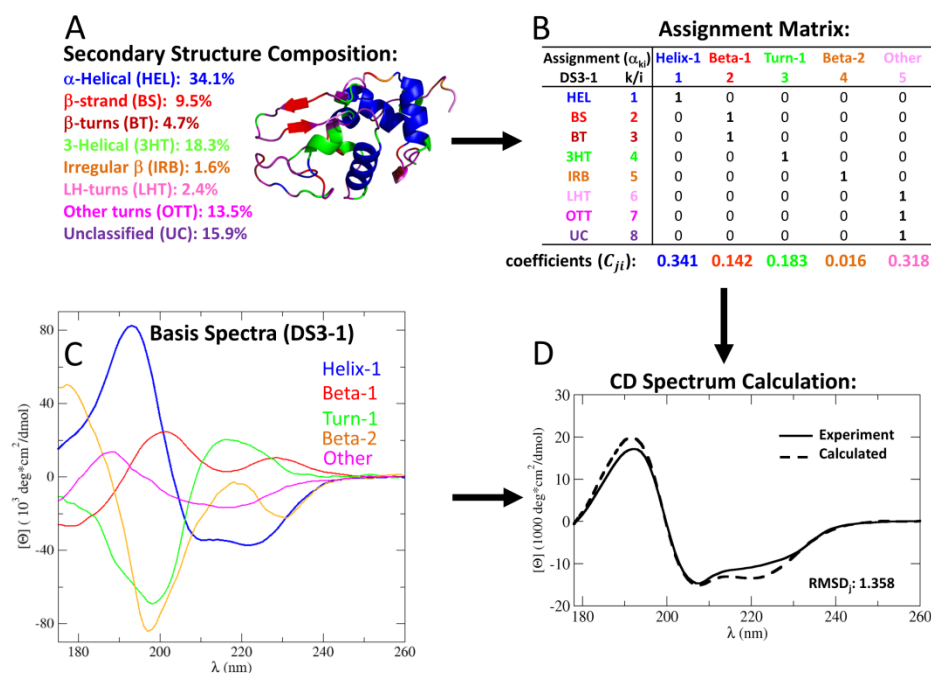 A
Secondary Structure Composition:
α-Helical (HEL): 34.1%
β-strand (BS): 9.5%
β-turns (BT): 4.7%
3-Helical (3HT): 18.3%
Irregular β (IRB): 1.6%
LH-turns (LHT): 2.4%
Other turns (OTT): 13.5%
Unclassified (UC): 15.9%
B
Assignment Matrix:
Assignment (αki) Helix-1 Beta-1 Turn-1 Beta-2 Other
DS3-1 k/i 1 2 3 4 5
HEL 1 1 0 0 0 0
BS 2 0 1 0 0 0
BT 3 0 1 0 0 0
3HT 4 0 0 1 0 0
IRB 5 0 0 0 1 0
LHT 6 0 0 0 0 1
OTT 7 0 0 0 0 1
UC 8 0 0 0 0 1
coefficients (Cji): 0.341 0.142 0.183 0.016 0.318
C
Basis Spectra (DS3-1)
Helix-1
Beta-1
Turn-1
Beta-2
Other
[Θ] (10³ deg*cm²/dmol)
80
40
0
-40
-80
180 200 220 240 260
λ (nm)
D
CD Spectrum Calculation:
Experiment
Calculated
[Θ] (1000 deg*cm²/dmol)
30
20
10
0
-10
-20
RMSDj: 1.358
180 200 220 240 260
λ (nm)